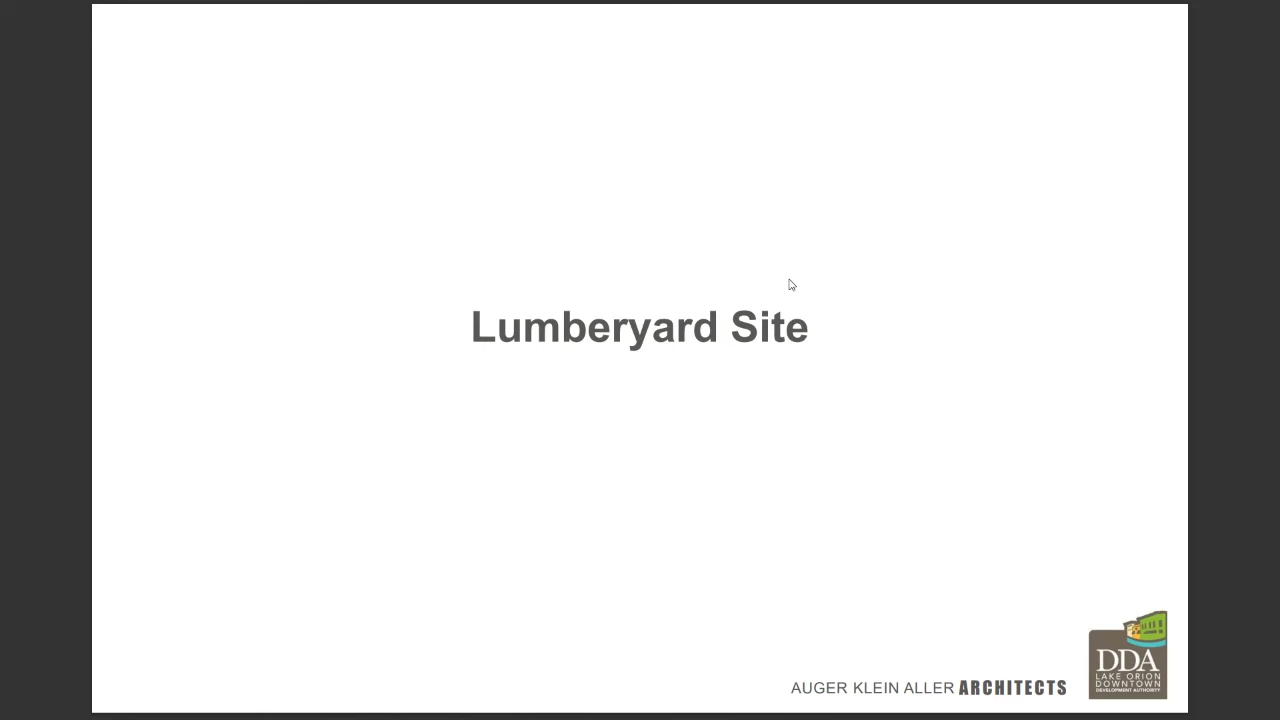 Lumberyard Site
AUGER KLEIN ALLER ARCHITECTS
DDA
LAKE ORION
DOWNTOWN
DEVELOPMENT AUTHORITY